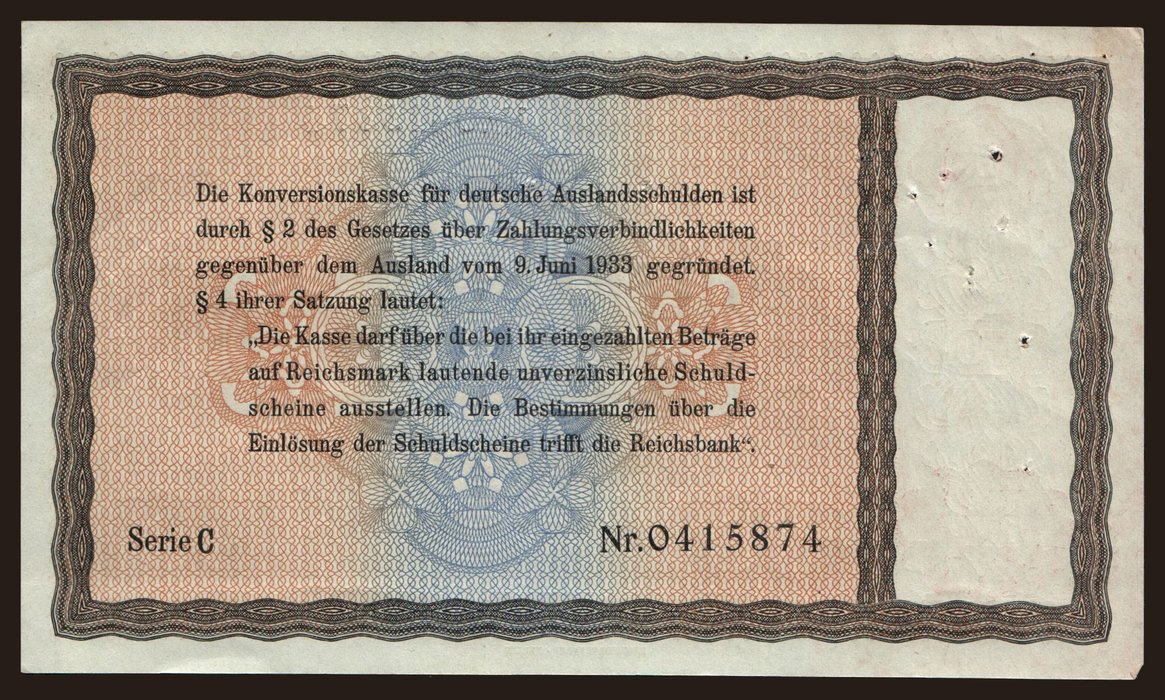 Die Konversionskasse für deutsche Auslandsschulden ist
durch § 2 des Gesetzes über Zahlungsverbindlichkeiten
gegenüber dem Ausland vom 9. Juni 1933 gegründet.
§ 4 ihrer Satzung lautet:
„Die Kasse darf über die bei ihr eingezahlten Beträge
auf Reichsmark lautende unverzinsliche Schuld-
scheine ausstellen. Die Bestimmungen über die
Einlösung der Schuldscheine trifft die Reichsbank“.
Serie C
Nr. 0415874